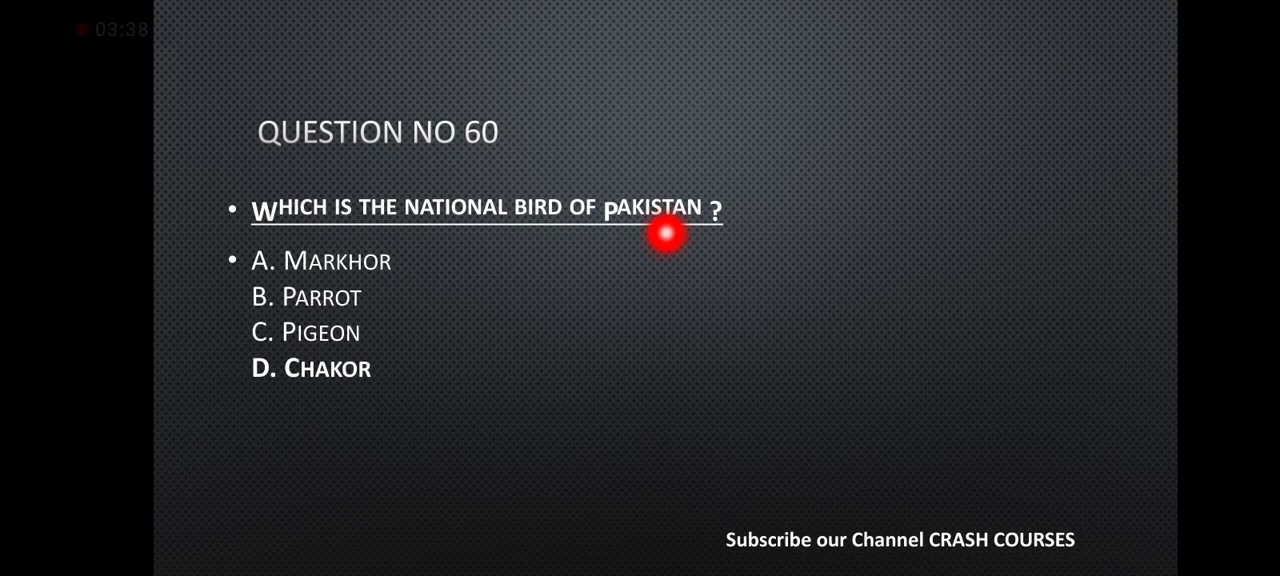 03:38
QUESTION NO 60
• WHICH IS THE NATIONAL BIRD OF PAKISTAN ?
• A. MARKHOR
B. PARROT
C. PIGEON
D. CHAKOR
Subscribe our Channel CRASH COURSES